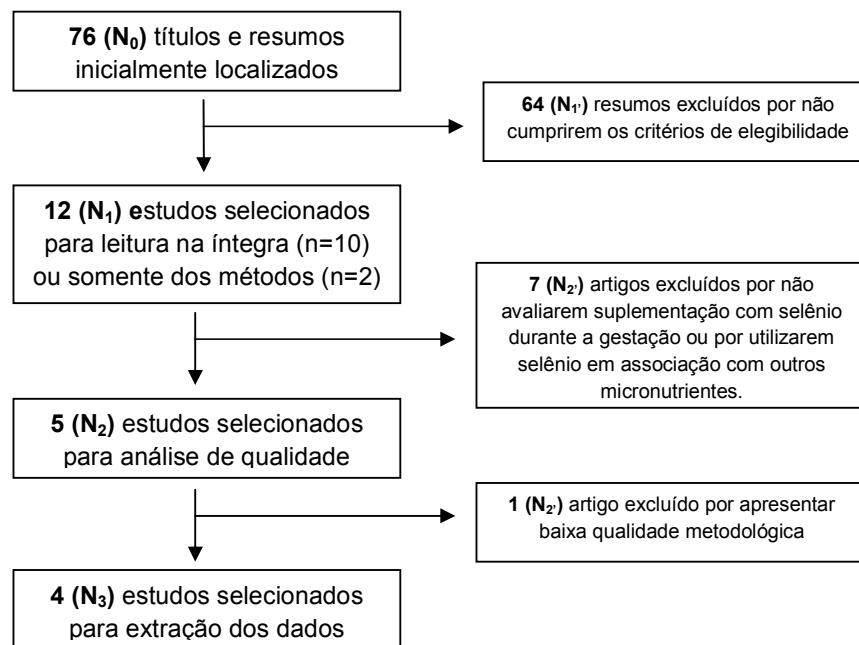 76 (N₀) títulos e resumos
inicialmente localizados
64 (N₁') resumos excluídos por não
cumprirem os critérios de elegibilidade
12 (N₁) estudos selecionados
para leitura na íntegra (n=10)
ou somente dos métodos (n=2)
7 (N₂') artigos excluídos por não
avaliarem suplementação com selênio
durante a gestação ou por utilizarem
selênio em associação com outros
micronutrientes.
5 (N₂) estudos selecionados
para análise de qualidade
1 (N₂') artigo excluído por apresentar
baixa qualidade metodológica
4 (N₃) estudos selecionados
para extração dos dados